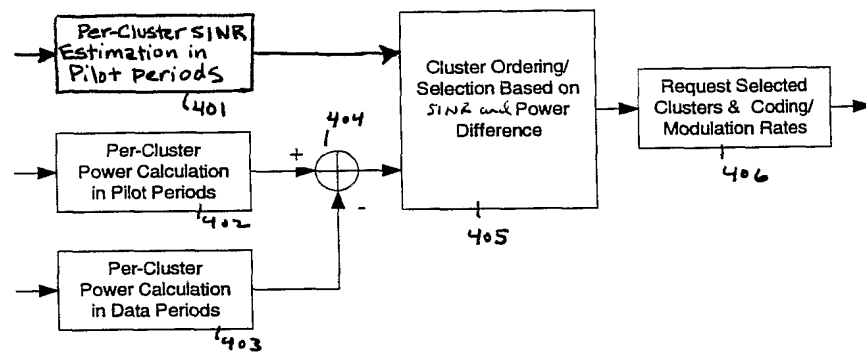 Per-Cluster SINR
Estimation in
Pilot periods
401
Per-Cluster
Power Calculation
in Pilot Periods
402
Per-Cluster
Power Calculation
in Data Periods
403
404
+
-
Cluster Ordering/
Selection Based on
SINR and Power
Difference
405
Request Selected
Clusters & Coding/
Modulation Rates
406